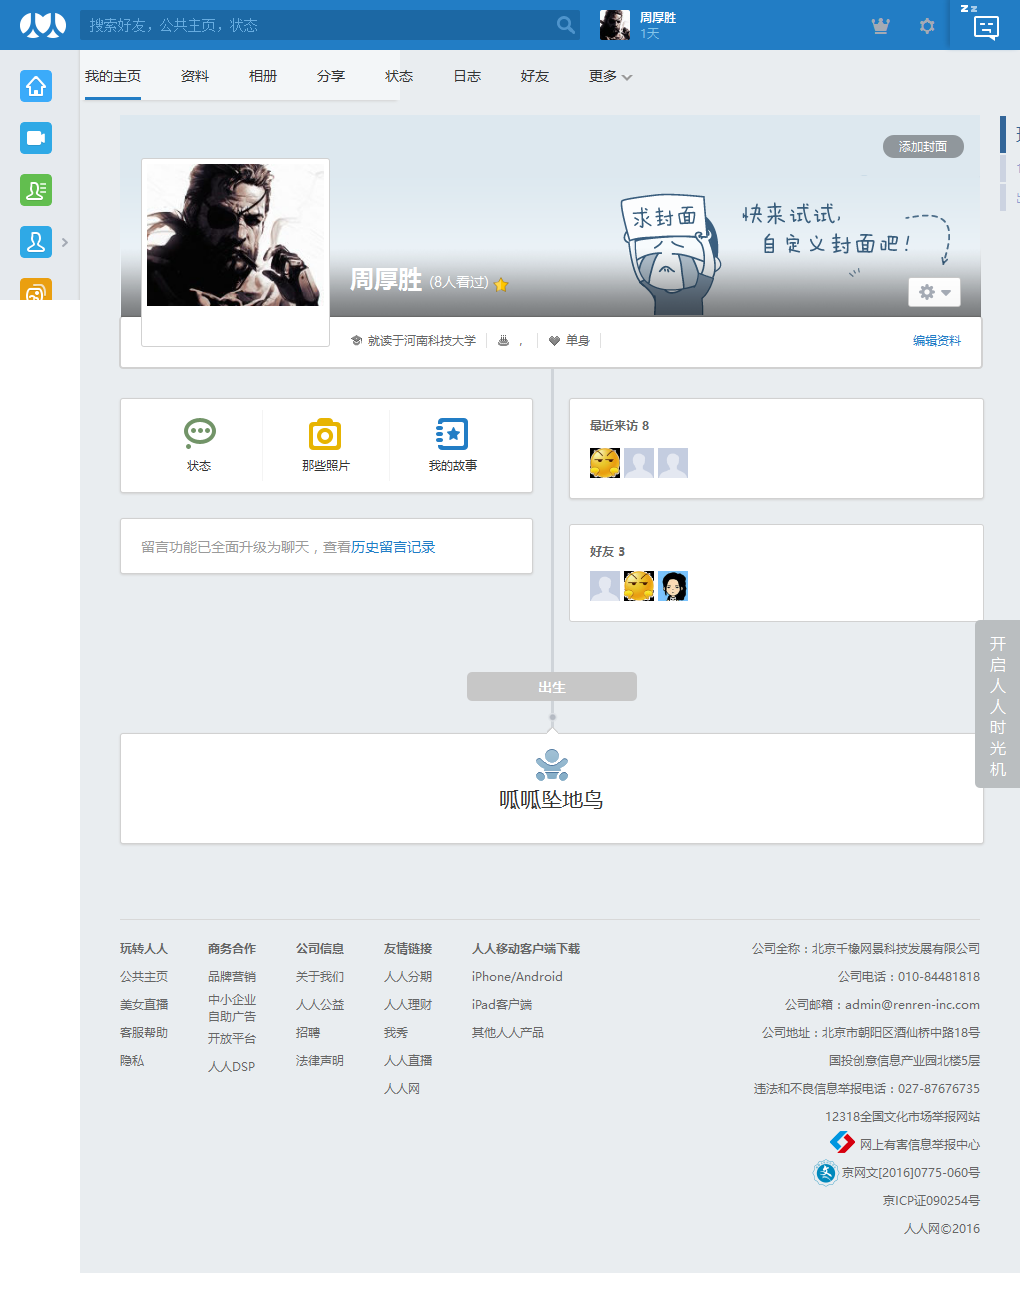 搜索好友，公共主页，状态
周厚胜
1天
z z
我的主页 资料 相册 分享 状态 日志 好友 更多
添加封面
求封面
快来试试，
自定义封面吧！
周厚胜 (8人看过)
就读于河南科技大学 ， 单身
编辑资料
状态 那些照片 我的故事
最近来访 8
留言功能已全面升级为聊天，查看历史留言记录
好友 3
开启人人时光机
出生
呱呱坠地鸟
玩转人人
公共主页
美女直播
客服帮助
隐私
商务合作
品牌营销
中小企业
自助广告
开放平台
人人DSP
公司信息
关于我们
人人公益
招聘
法律声明
友情链接
人人分期
人人理财
我秀
人人直播
人人网
人人移动客户端下载
iPhone/Android
iPad客户端
其他人人产品
公司全称：北京千橡网景科技发展有限公司
公司电话：010-84481818
公司邮箱：admin@renren-inc.com
公司地址：北京市朝阳区酒仙桥中路18号
国投创意信息产业园北楼5层
违法和不良信息举报电话：027-87676735
12318全国文化市场举报网站
网上有害信息举报中心
京网文[2016]0775-060号
京ICP证090254号
人人网©2016